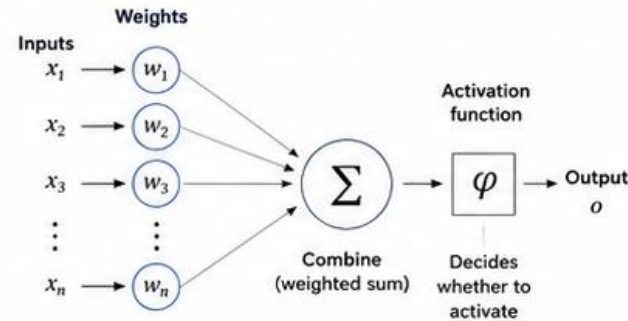 Weights
Inputs
x₁
w₁
x₂
w₂
x₃
w₃
⋮
⋮
xₙ
wₙ
Σ
Combine
(weighted sum)
Activation
function
φ
Decides
whether to
activate
Output
o